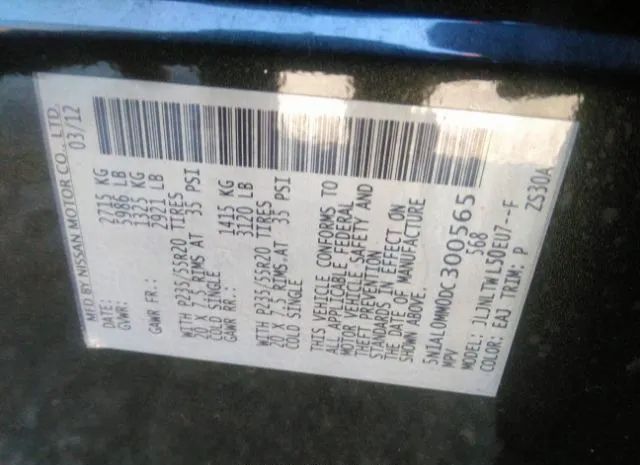 MFD BY NISSAN MOTOR CO., LTD.
DATE: 03/12
GVWR: 2715 KG
5986 LB
GAWR FR.: 1325 KG
2921 LB
WITH P235/55R20 TIRES
20 X 7.5 RIMS AT 35 PSI
COLD SINGLE
GAWR RR.: 1415 KG
3120 LB
WITH P235/55R20 TIRES
20 X 7.5 RIMS AT 35 PSI
COLD SINGLE
THIS VEHICLE CONFORMS TO
ALL APPLICABLE FEDERAL
MOTOR VEHICLE SAFETY AND
THEFT PREVENTION
STANDARDS IN EFFECT ON
THE DATE OF MANUFACTURE
SHOWN ABOVE.
5N1AL0MM0DC300565
MPV 568
MODEL: JLJNLTWL50EU7--F
COLOR: EAJ TRIM: P ZS30A